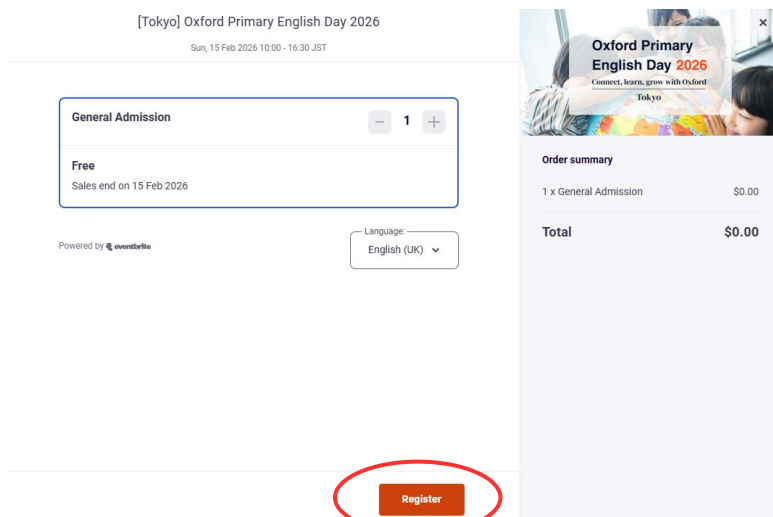 [Tokyo] Oxford Primary English Day 2026
Sun, 15 Feb 2026 10:00 - 16:30 JST
General Admission
− 1 +
Free
Sales end on 15 Feb 2026
Powered by eventbrite
Language:
English (UK)
Register
×
Oxford Primary
English Day 2026
Connect, learn, grow with Oxford
Tokyo
Order summary
1 x General Admission $0.00
Total $0.00